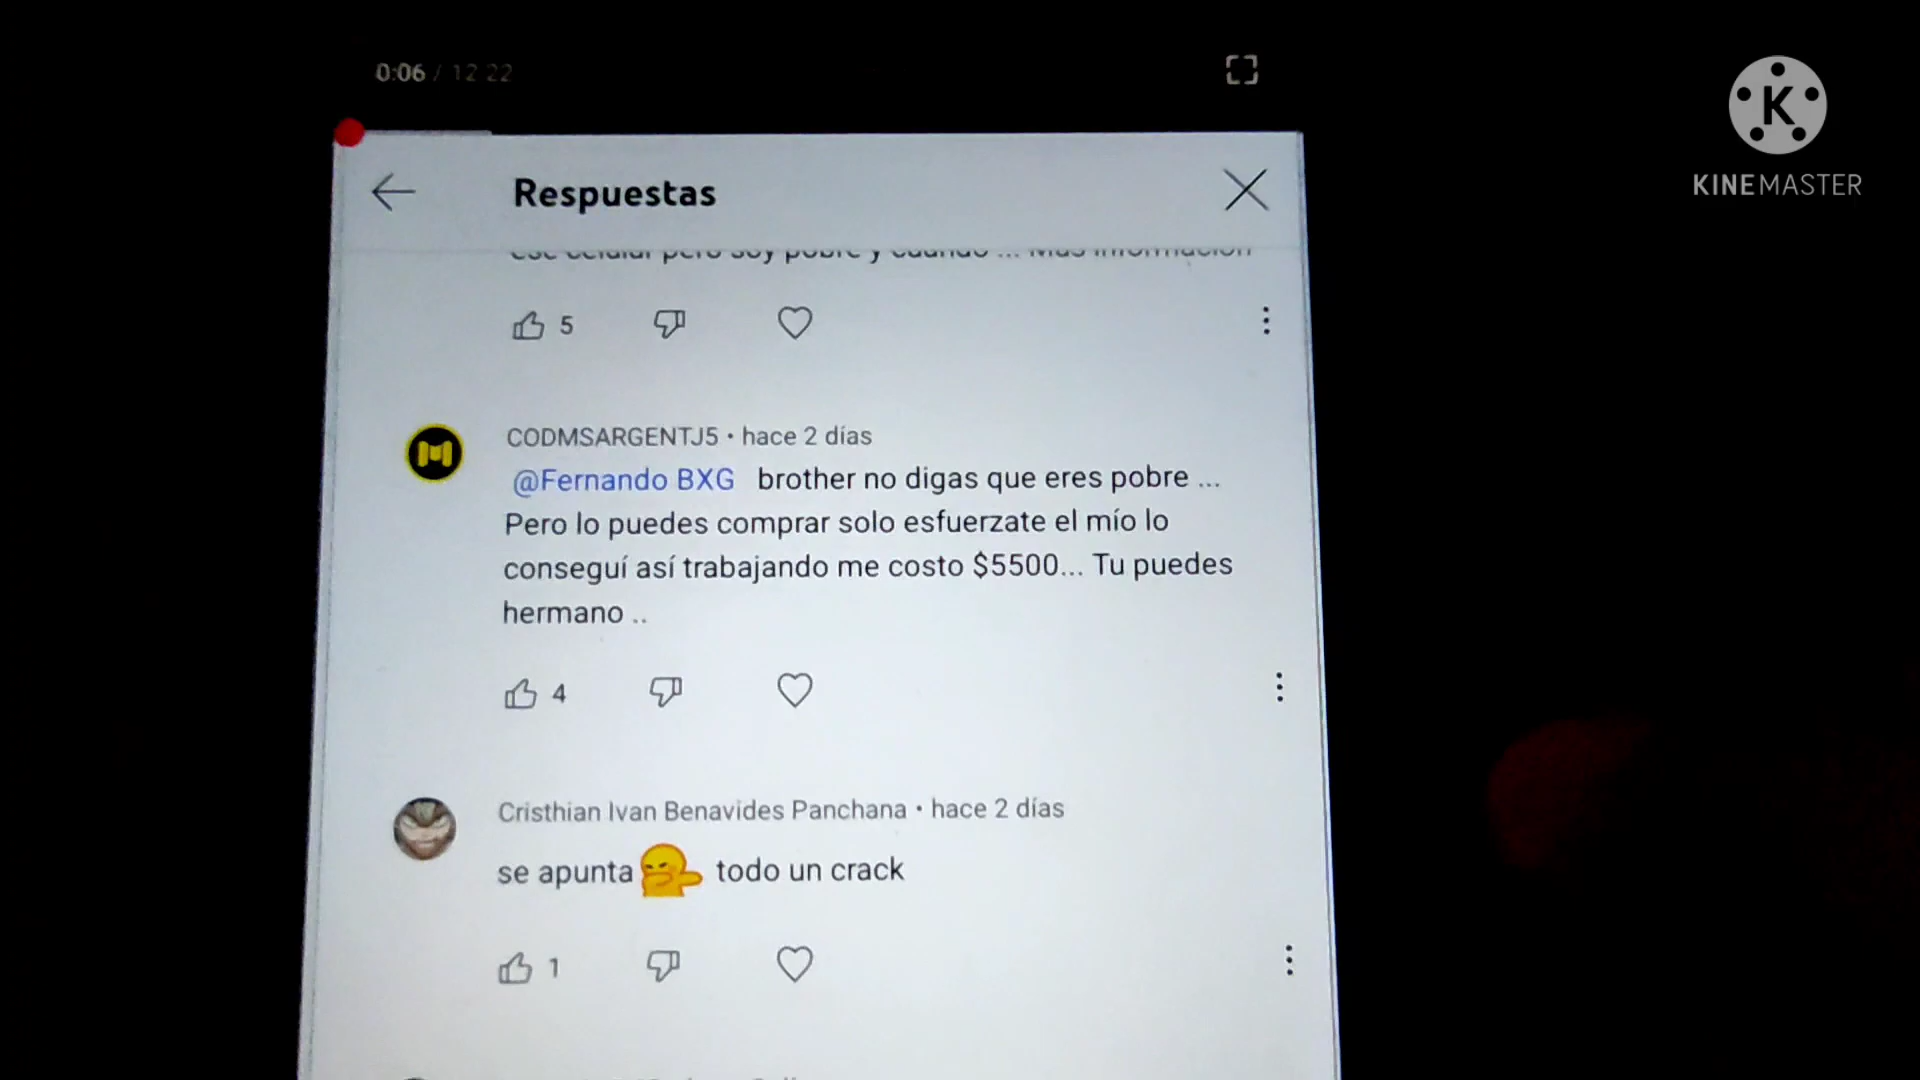 0:06 / 12:22
K
KINEMASTER
Respuestas
ese celular pero soy pobre y cuando ... Más información
5
CODMSARGENTJ5 • hace 2 días
@Fernando BXG brother no digas que eres pobre ...
Pero lo puedes comprar solo esfuerzate el mío lo
conseguí así trabajando me costo $5500... Tu puedes
hermano ..
4
Cristhian Ivan Benavides Panchana • hace 2 días
se apunta todo un crack
1